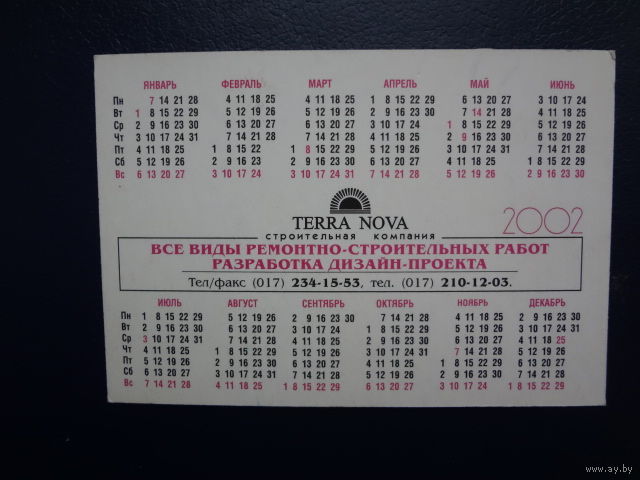 ЯНВАРЬ ФЕВРАЛЬ МАРТ АПРЕЛЬ МАЙ ИЮНЬ
Пн 7 14 21 28 4 11 18 25 4 11 18 25 1 8 15 22 29 6 13 20 27 3 10 17 24
Вт 1 8 15 22 29 5 12 19 26 5 12 19 26 2 9 16 23 30 7 14 21 28 4 11 18 25
Ср 2 9 16 23 30 6 13 20 27 6 13 20 27 3 10 17 24 1 8 15 22 29 5 12 19 26
Чт 3 10 17 24 31 7 14 21 28 7 14 21 28 4 11 18 25 2 9 16 23 30 6 13 20 27
Пт 4 11 18 25 1 8 15 22 1 8 15 22 29 5 12 19 26 3 10 17 24 31 7 14 21 28
Сб 5 12 19 26 2 9 16 23 2 9 16 23 30 6 13 20 27 4 11 18 25 1 8 15 22 29
Вс 6 13 20 27 3 10 17 24 3 10 17 24 31 7 14 21 28 5 12 19 26 2 9 16 23 30
TERRA NOVA
2002
строительная компания
ВСЕ ВИДЫ РЕМОНТНО-СТРОИТЕЛЬНЫХ РАБОТ
РАЗРАБОТКА ДИЗАЙН-ПРОЕКТА
Тел/факс (017) 234-15-53, тел. (017) 210-12-03.
ИЮЛЬ АВГУСТ СЕНТЯБРЬ ОКТЯБРЬ НОЯБРЬ ДЕКАБРЬ
Пн 1 8 15 22 29 5 12 19 26 2 9 16 23 30 7 14 21 28 4 11 18 25 2 9 16 23 30
Вт 2 9 16 23 30 6 13 20 27 3 10 17 24 1 8 15 22 29 5 12 19 26 3 10 17 24 31
Ср 3 10 17 24 31 7 14 21 28 4 11 18 25 2 9 16 23 30 6 13 20 27 4 11 18 25
Чт 4 11 18 25 1 8 15 22 29 5 12 19 26 3 10 17 24 31 7 14 21 28 5 12 19 26
Пт 5 12 19 26 2 9 16 23 30 6 13 20 27 4 11 18 25 1 8 15 22 29 6 13 20 27
Сб 6 13 20 27 3 10 17 24 31 7 14 21 28 5 12 19 26 2 9 16 23 30 7 14 21 28
Вс 7 14 21 28 4 11 18 25 1 8 15 22 29 6 13 20 27 3 10 17 24 1 8 15 22 29
www.ay.by